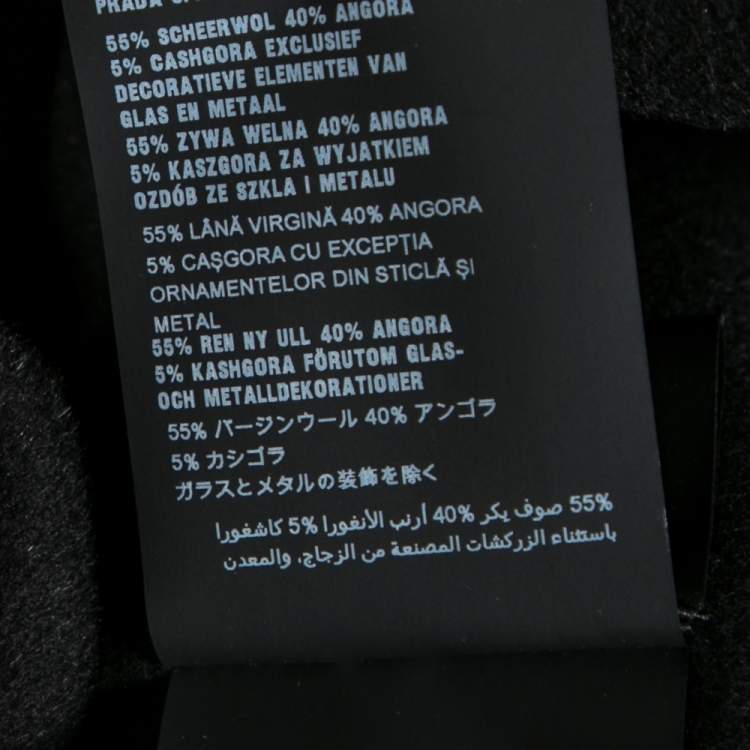 PRADA
55% SCHEERWOL 40% ANGORA
5% CASHGORA EXCLUSIEF
DECORATIEVE ELEMENTEN VAN
GLAS EN METAAL
55% ZYWA WELNA 40% ANGORA
5% KASZGORA ZA WYJATKIEM
OZDÓB ZE SZKLA I METALU
55% LÂNĂ VIRGINĂ 40% ANGORA
5% CAȘGORA CU EXCEPȚIA
ORNAMENTELOR DIN STICLĂ ȘI
METAL
55% REN NY ULL 40% ANGORA
5% KASHGORA FÖRUTOM GLAS-
OCH METALLDEKORATIONER
55% バージンウール 40% アンゴラ
5% カシゴラ
ガラスとメタルの装飾を除く
55% صوف بكر 40% أرنب الأنغورا 5% كاشغورا
باستثناء الزركشات المصنعة من الزجاج، والمعدن